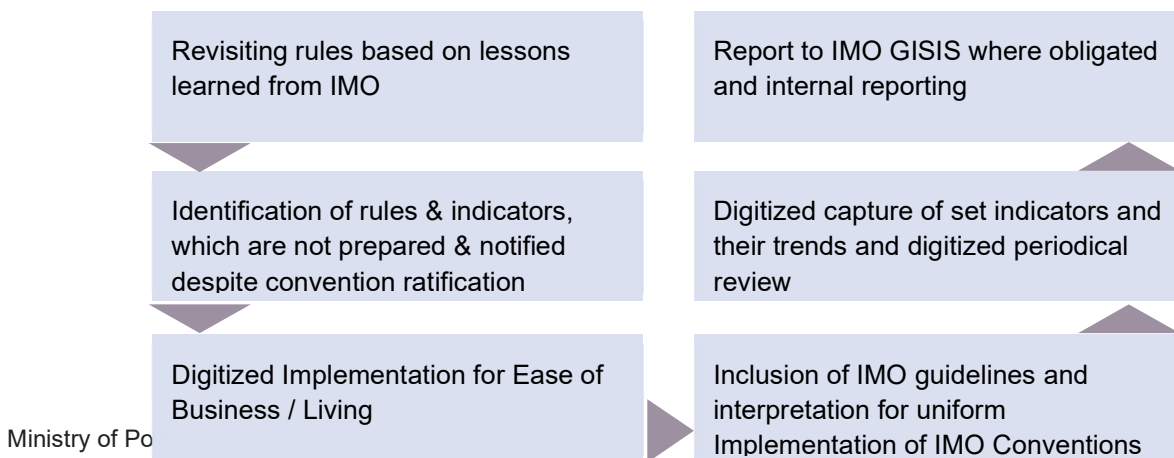 Revisiting rules based on lessons
learned from IMO
Identification of rules & indicators,
which are not prepared & notified
despite convention ratification
Digitized Implementation for Ease of
Business / Living
Inclusion of IMO guidelines and
interpretation for uniform
Implementation of IMO Conventions
Digitized capture of set indicators and
their trends and digitized periodical
review
Report to IMO GISIS where obligated
and internal reporting
Ministry of